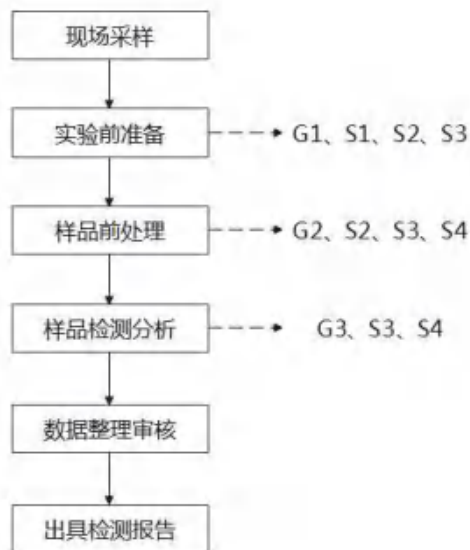 现场采样
实验前准备
G1、S1、S2、S3
样品前处理
G2、S2、S3、S4
样品检测分析
G3、S3、S4
数据整理审核
出具检测报告